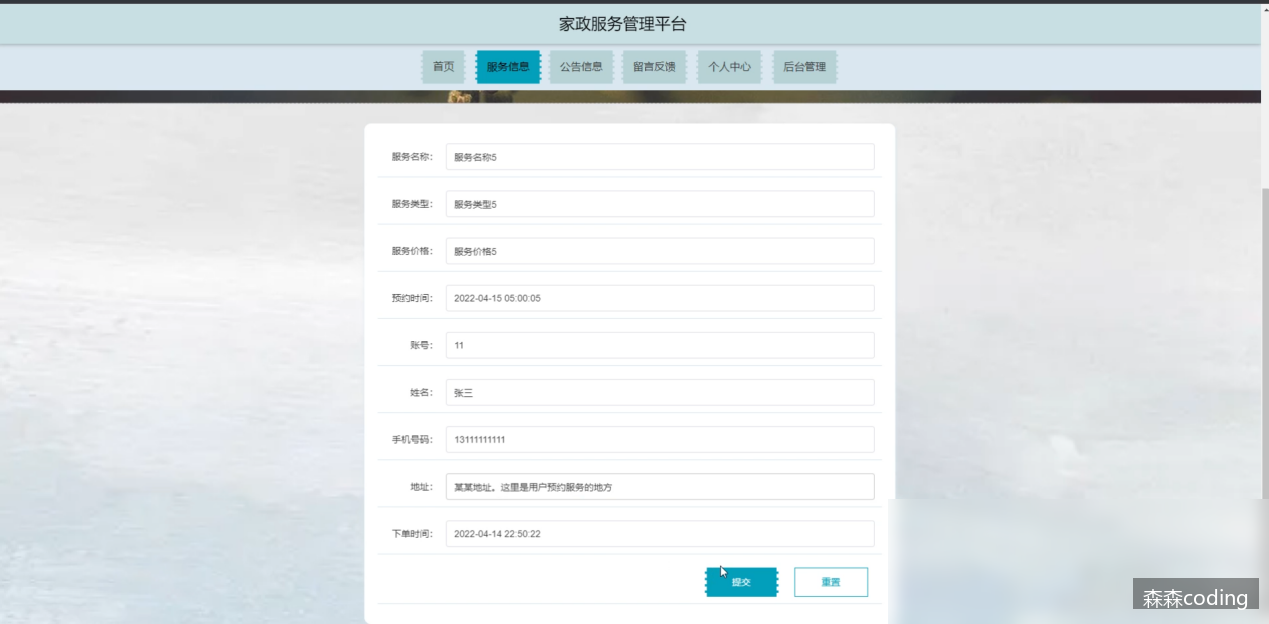 家政服务管理平台
首页 服务信息 公告信息 留言反馈 个人中心 后台管理
服务名称： 服务名称5
服务类型： 服务类型5
服务价格： 服务价格5
预约时间： 2022-04-15 05:00:05
账号： 11
姓名： 张三
手机号码： 13111111111
地址： 某某地址。这里是用户预约服务的地方
下单时间： 2022-04-14 22:50:22
提交 重置
森森coding